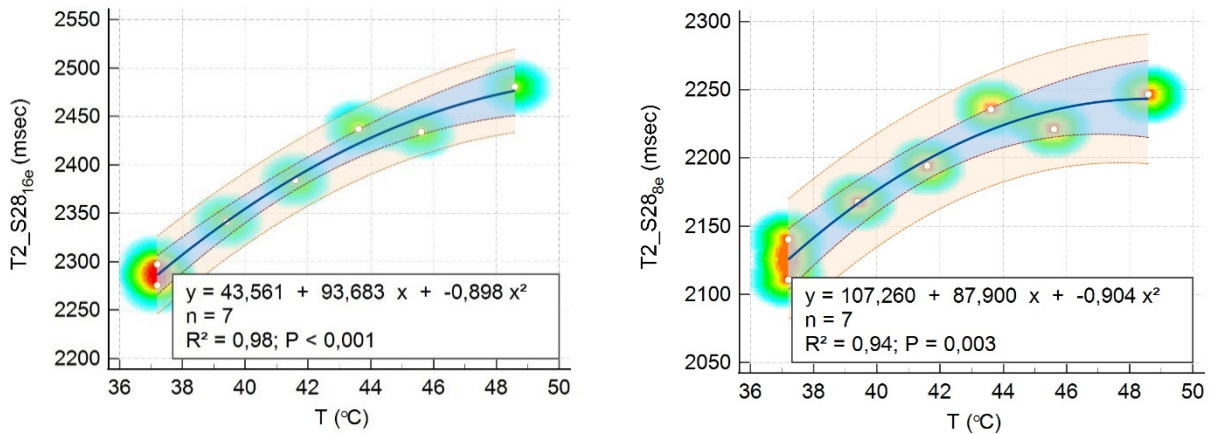 2550
2500
2450
2400
2350
2300
2250
2200
T2_S28₁₆ₑ (msec)
y = 43,561 + 93,683 x + -0,898 x²
n = 7
R² = 0,98; P < 0,001
36 38 40 42 44 46 48 50
T (°C)
2300
2250
2200
2150
2100
2050
T2_S28₈ₑ (msec)
y = 107,260 + 87,900 x + -0,904 x²
n = 7
R² = 0,94; P = 0,003
36 38 40 42 44 46 48 50
T (°C)